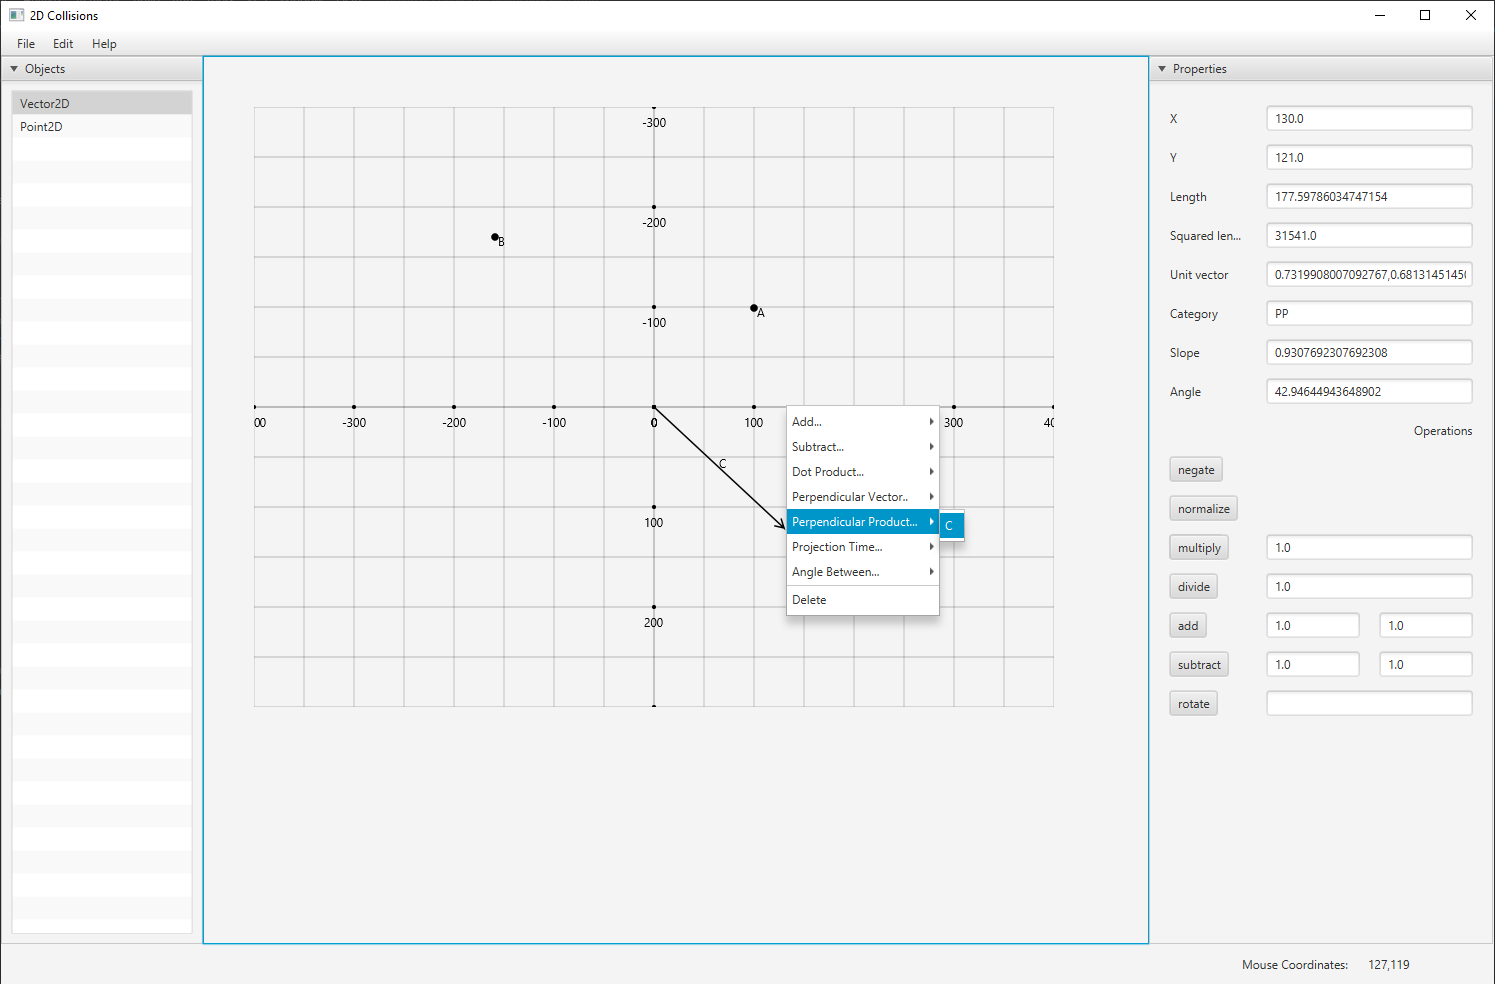 2D Collisions
File Edit Help
Objects
Vector2D
Point2D
-300
-200
B
-100
A
00 -300 -200 -100 0 100 300 40
C
100
200
Add...
Subtract...
Dot Product...
Perpendicular Vector..
Perpendicular Product...
C
Projection Time...
Angle Between...
Delete
Properties
X 130.0
Y 121.0
Length 177.59786034747154
Squared len... 31541.0
Unit vector 0.7319908007092767,0.6813145145
Category PP
Slope 0.9307692307692308
Angle 42.94644943648902
Operations
negate
normalize
multiply 1.0
divide 1.0
add 1.0 1.0
subtract 1.0 1.0
rotate
Mouse Coordinates: 127,119